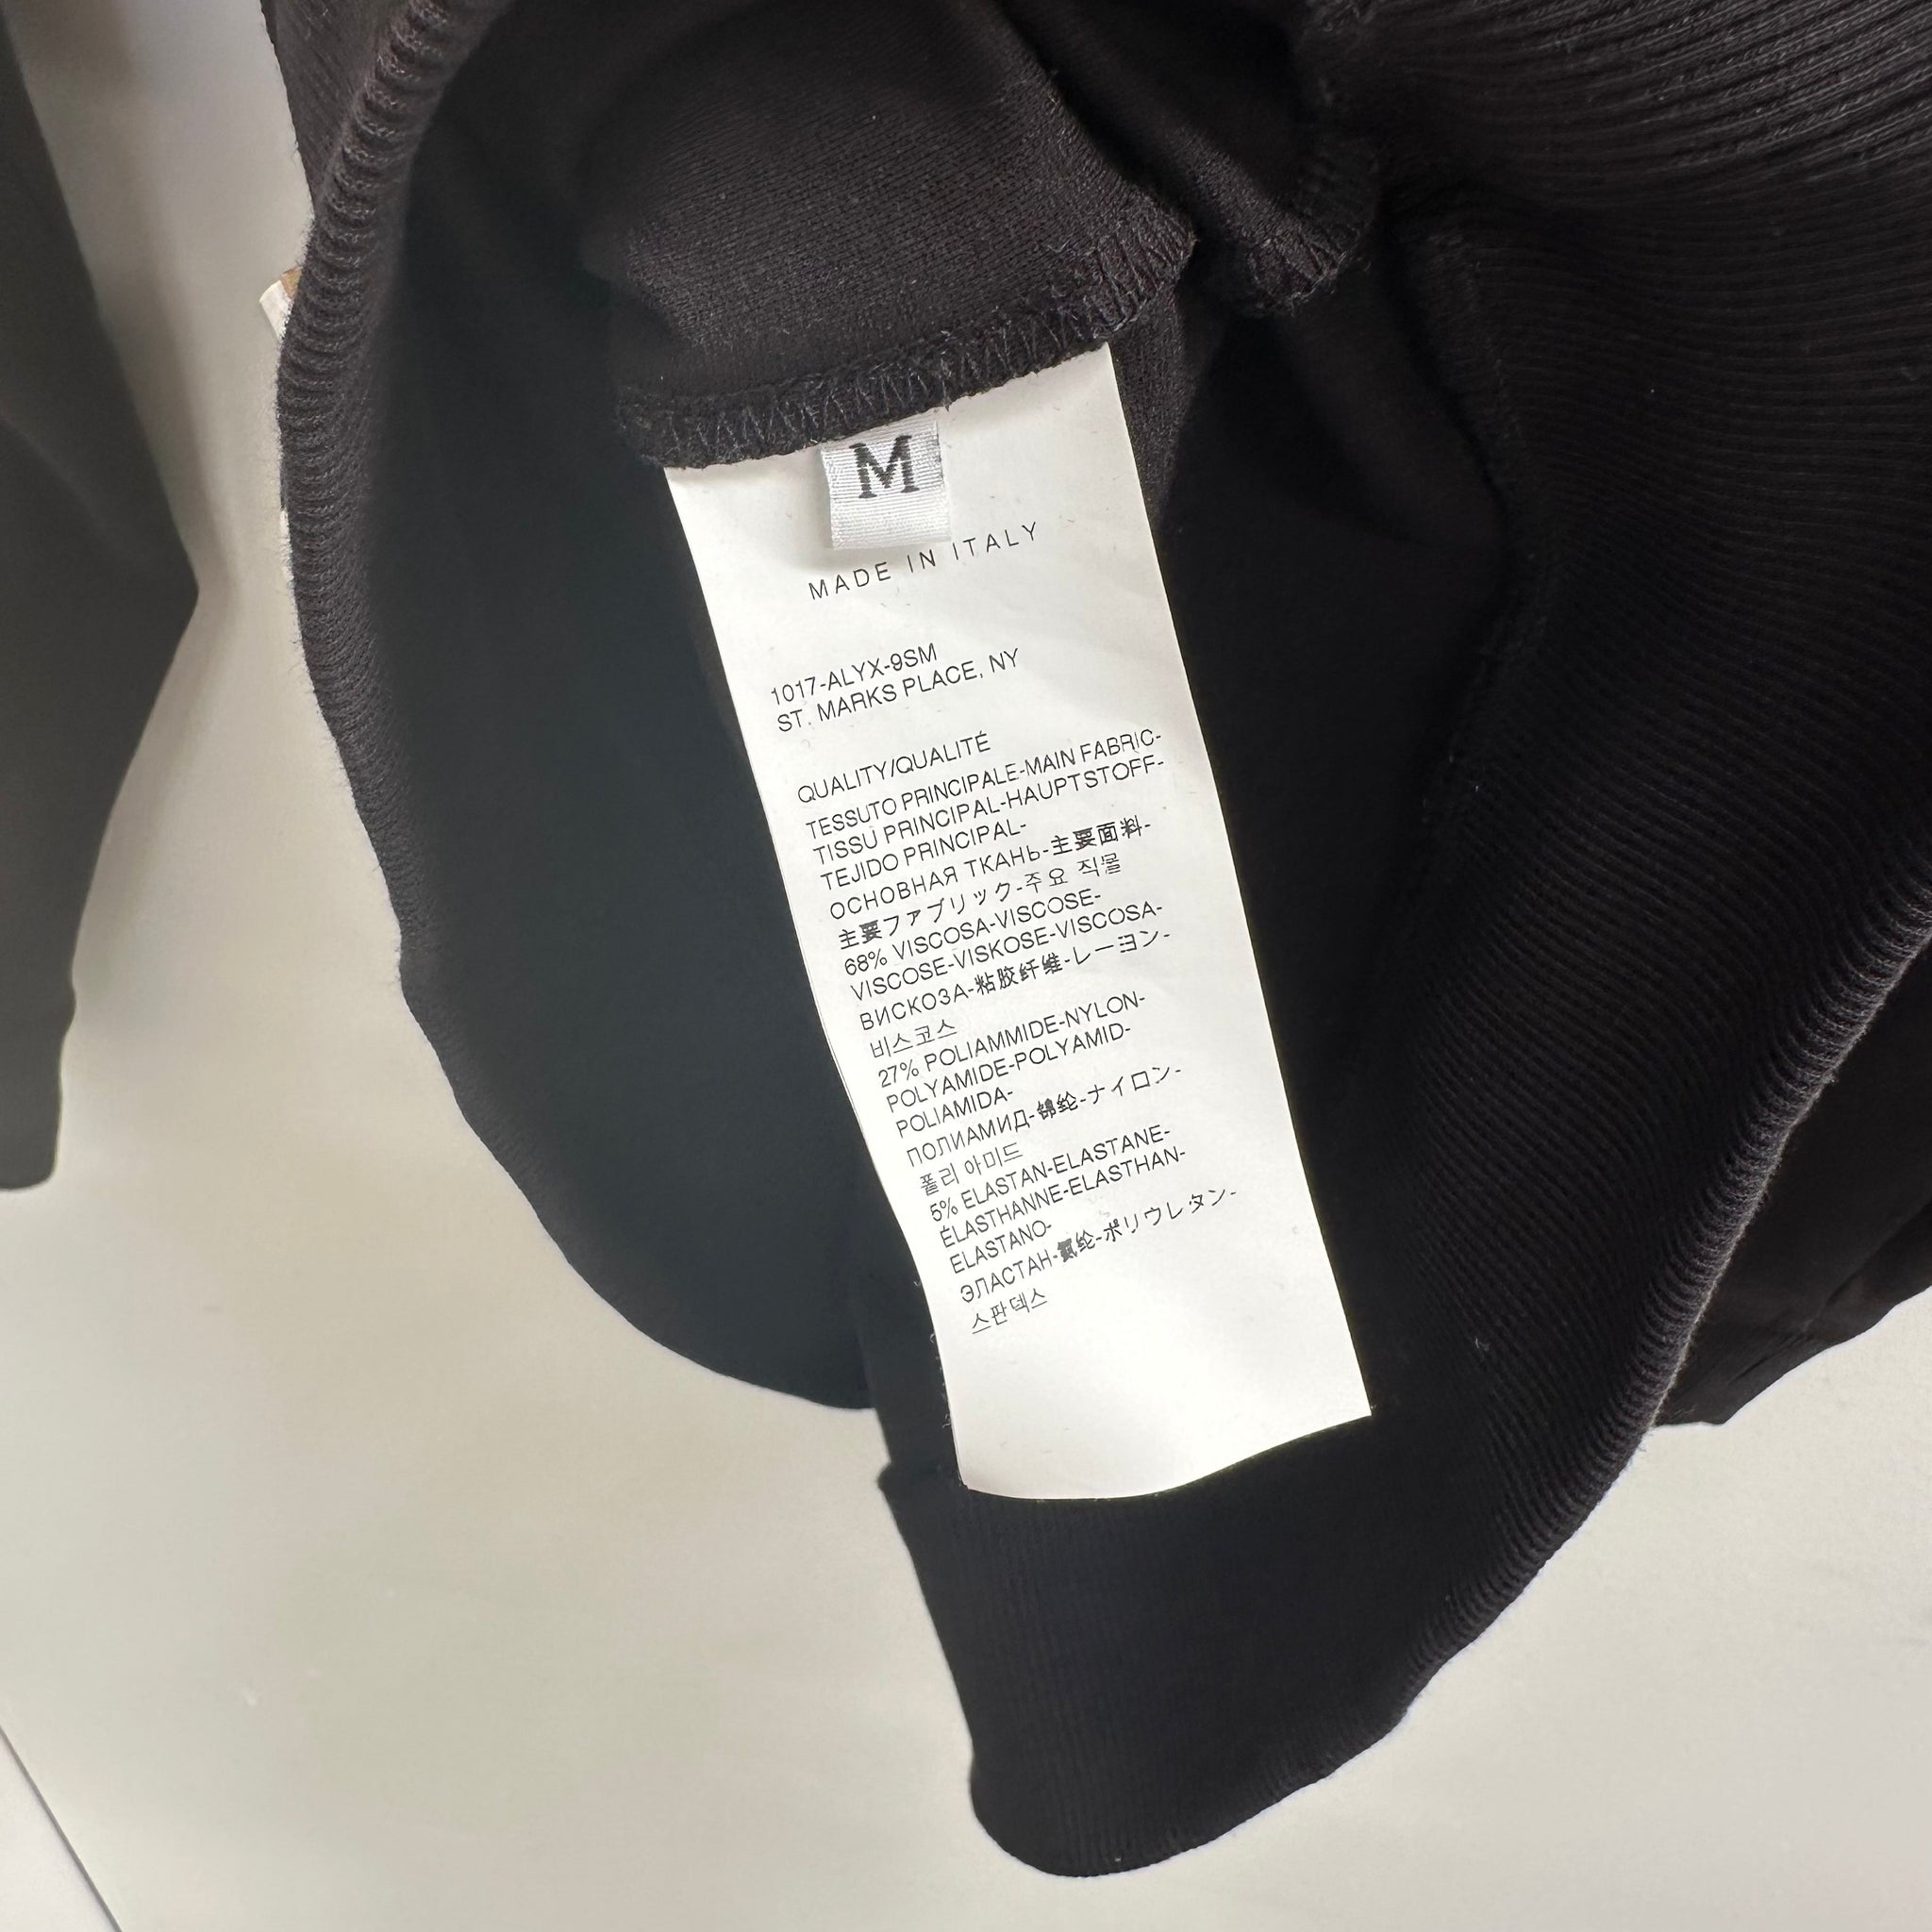 M
MADE IN ITALY
1017-ALYX-9SM
ST. MARKS PLACE, NY
QUALITY/QUALITÉ
TESSUTO PRINCIPALE-MAIN FABRIC-
TISSU PRINCIPAL-HAUPTSTOFF-
TEJIDO PRINCIPAL-
ОСНОВНАЯ ТКАНЬ-主要面料-
主要ファブリック-주요 직물
68% VISCOSA-VISCOSE-
VISCOSE-VISKOSE-VISCOSA-
ВИСКОЗА-粘胶纤维-レーヨン-
비스코스
27% POLIAMMIDE-NYLON-
POLYAMIDE-POLYAMID-
POLIAMIDA-
ПОЛИАМИД-锦纶-ナイロン-
폴리 아미드
5% ELASTAN-ELASTANE-
ÉLASTHANNE-ELASTHAN-
ELASTANO-
ЭЛАСТАН-氨纶-ポリウレタン-
스판덱스